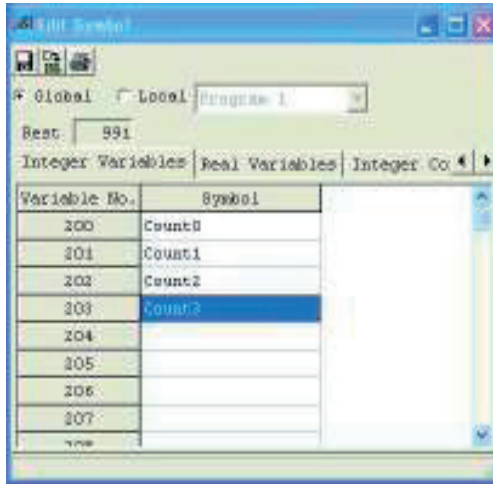 Edit Symbol
Global Local Program 1
Rest 991
Integer Variables Real Variables Integer Co
Variable No. Symbol
200 Count0
201 Count1
202 Count2
203 Count3
204
205
206
207
208